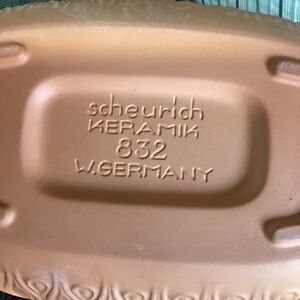 scheurich
KERAMIK
832
W.GERMANY